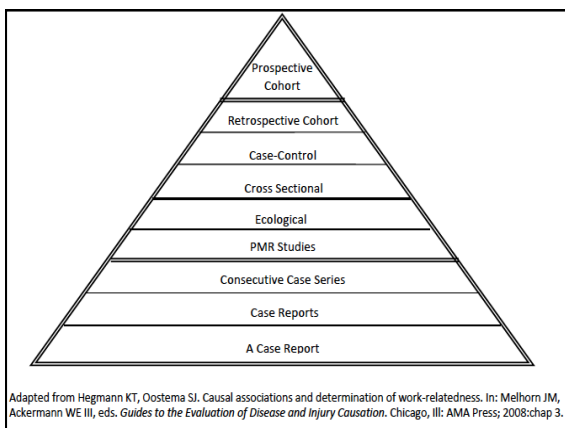 Prospective
Cohort
Retrospective Cohort
Case-Control
Cross Sectional
Ecological
PMR Studies
Consecutive Case Series
Case Reports
A Case Report
Adapted from Hegmann KT, Oostema SJ. Causal associations and determination of work-relatedness. In: Melhorn JM,
Ackermann WE III, eds. Guides to the Evaluation of Disease and Injury Causation. Chicago, Ill: AMA Press; 2008:chap 3.